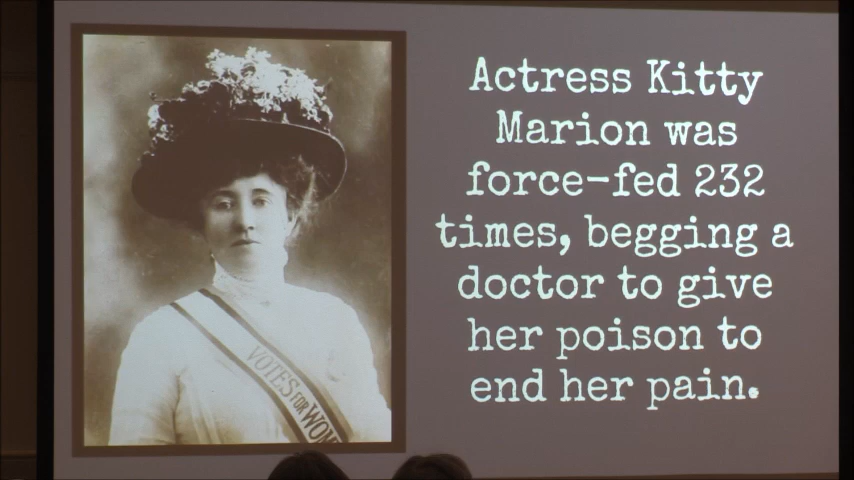 Actress Kitty
Marion was
force-fed 232
times, begging a
doctor to give
her poison to
end her pain.
VOTES FOR WOM